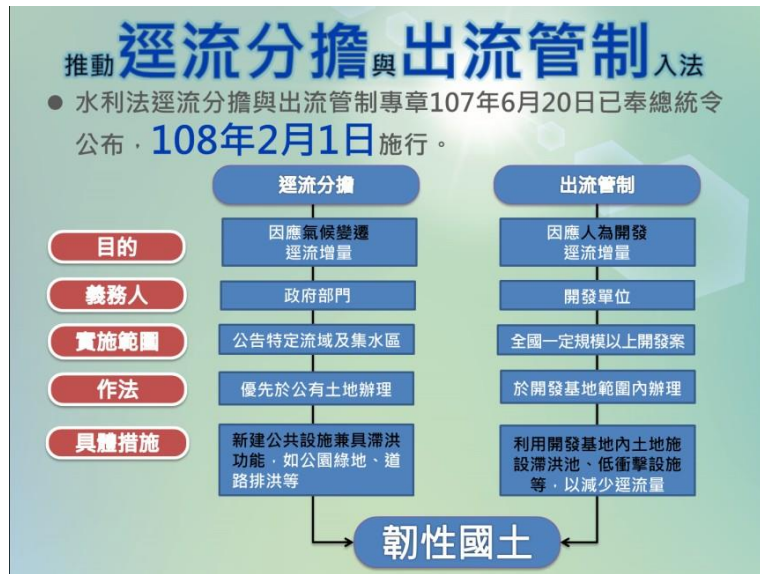 推動逕流分擔與出流管制入法
● 水利法逕流分擔與出流管制專章107年6月20日已奉總統令
公布，108年2月1日施行。
逕流分擔
出流管制
目的
因應氣候變遷
逕流增量
因應人為開發
逕流增量
義務人
政府部門
開發單位
實施範圍
公告特定流域及集水區
全國一定規模以上開發案
作法
優先於公有土地辦理
於開發基地範圍內辦理
具體措施
新建公共設施兼具滯洪
功能，如公園綠地、道
路排洪等
利用開發基地內土地施
設滯洪池、低衝擊設施
等，以減少逕流量
韌性國土